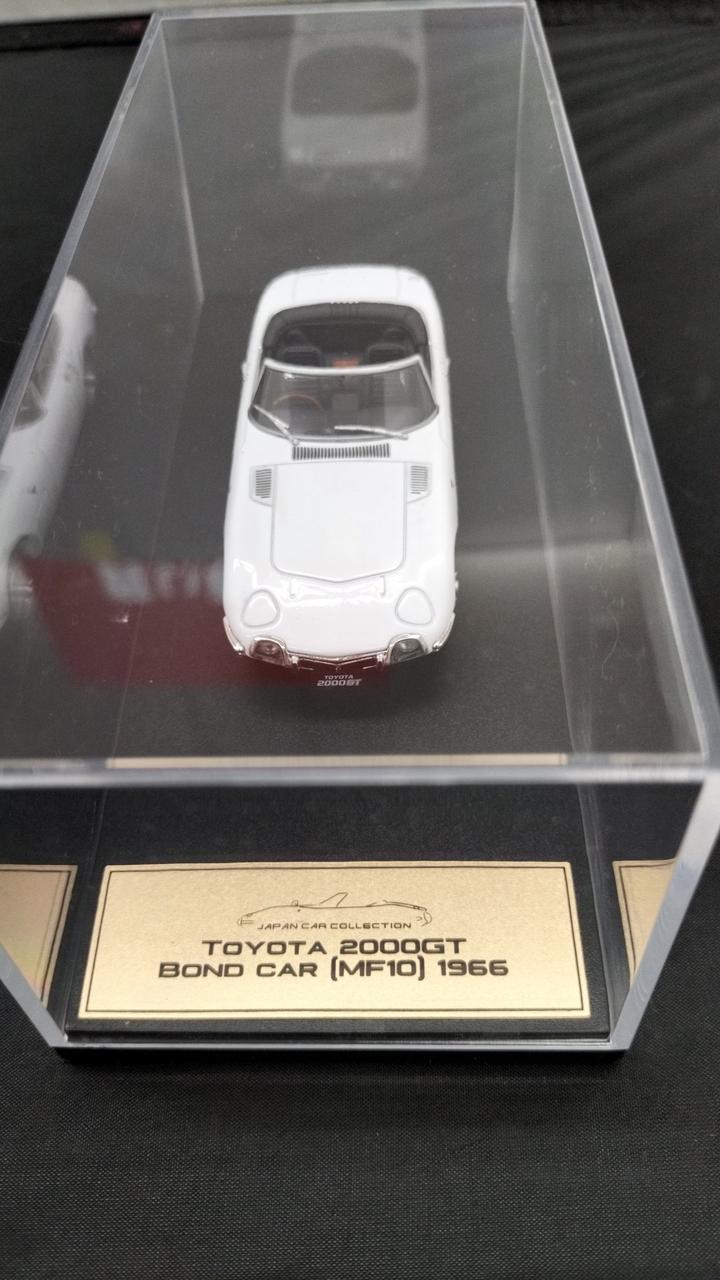 TOYOTA
2000GT
JAPAN CAR COLLECTION
TOYOTA 2000GT
BOND CAR (MF10) 1966